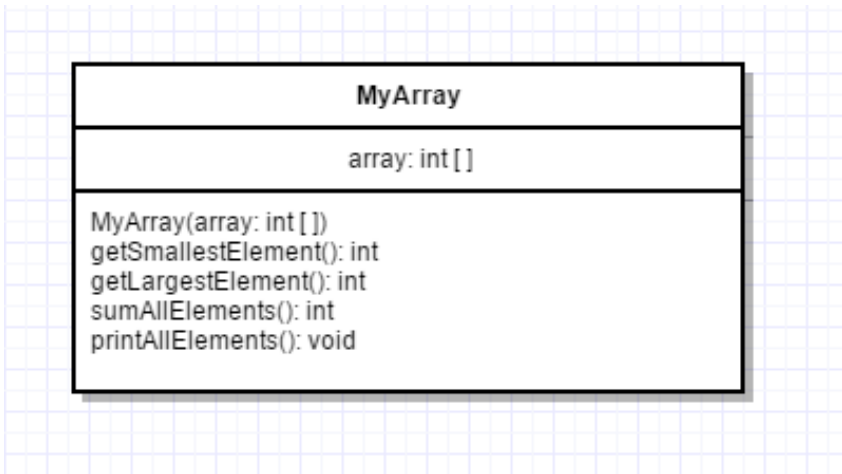 MyArray
array: int [ ]
MyArray(array: int [ ])
getSmallestElement(): int
getLargestElement(): int
sumAllElements(): int
printAllElements(): void